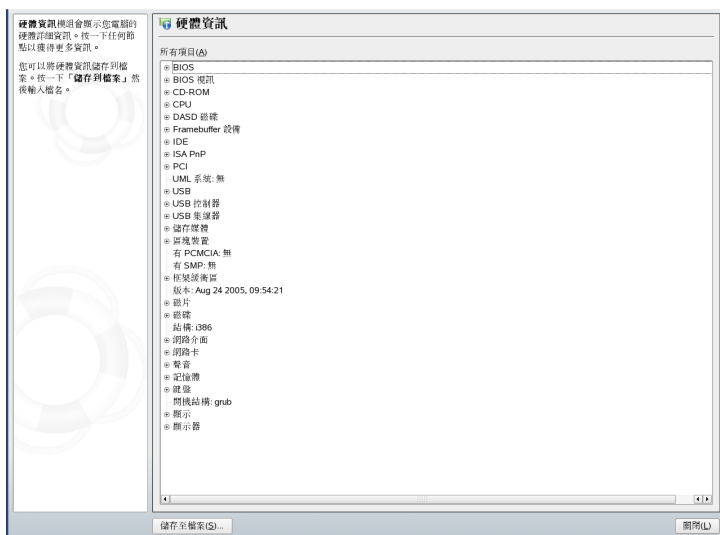 硬體資訊模組會顯示您電腦的
硬體詳細資訊。按一下任何節
點以獲得更多資訊。
您可以將硬體資訊儲存到檔
案。按一下「儲存到檔案」然
後輸入檔名。
硬體資訊
所有項目(A)
BIOS
BIOS 視訊
CD-ROM
CPU
DASD 磁碟
Framebuffer 設備
IDE
ISA PnP
PCI
UML 系統: 無
USB
USB 控制器
USB 集線器
儲存媒體
區塊裝置
有 PCMCIA: 無
有 SMP: 無
框架緩衝區
版本: Aug 24 2005, 09:54:21
磁片
磁碟
結構: i386
網路介面
網路卡
聲音
記憶體
鍵盤
開機結構: grub
顯示
顯示器
儲存至檔案(S)...
關閉(L)